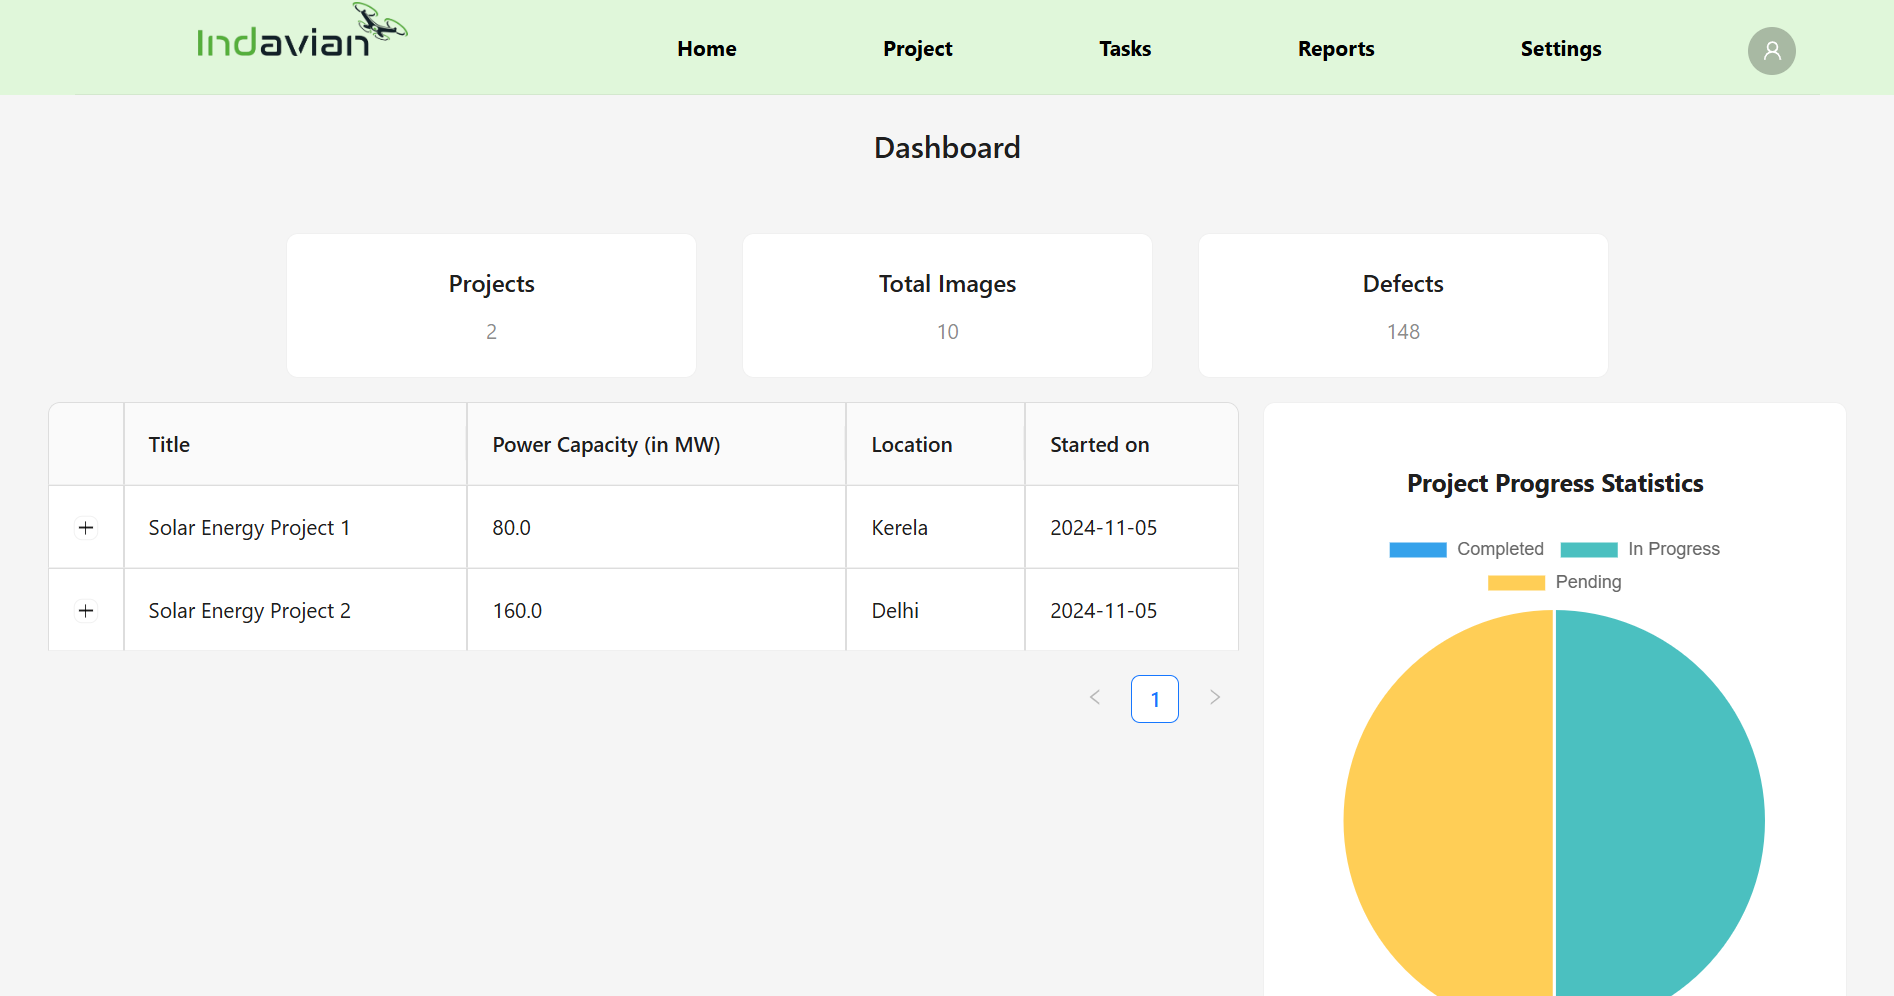 Indavian
Home Project Tasks Reports Settings
Dashboard
Projects
2
Total Images
10
Defects
148
Title Power Capacity (in MW) Location Started on
Solar Energy Project 1 80.0 Kerela 2024-11-05
Solar Energy Project 2 160.0 Delhi 2024-11-05
1
Project Progress Statistics
Completed In Progress
Pending